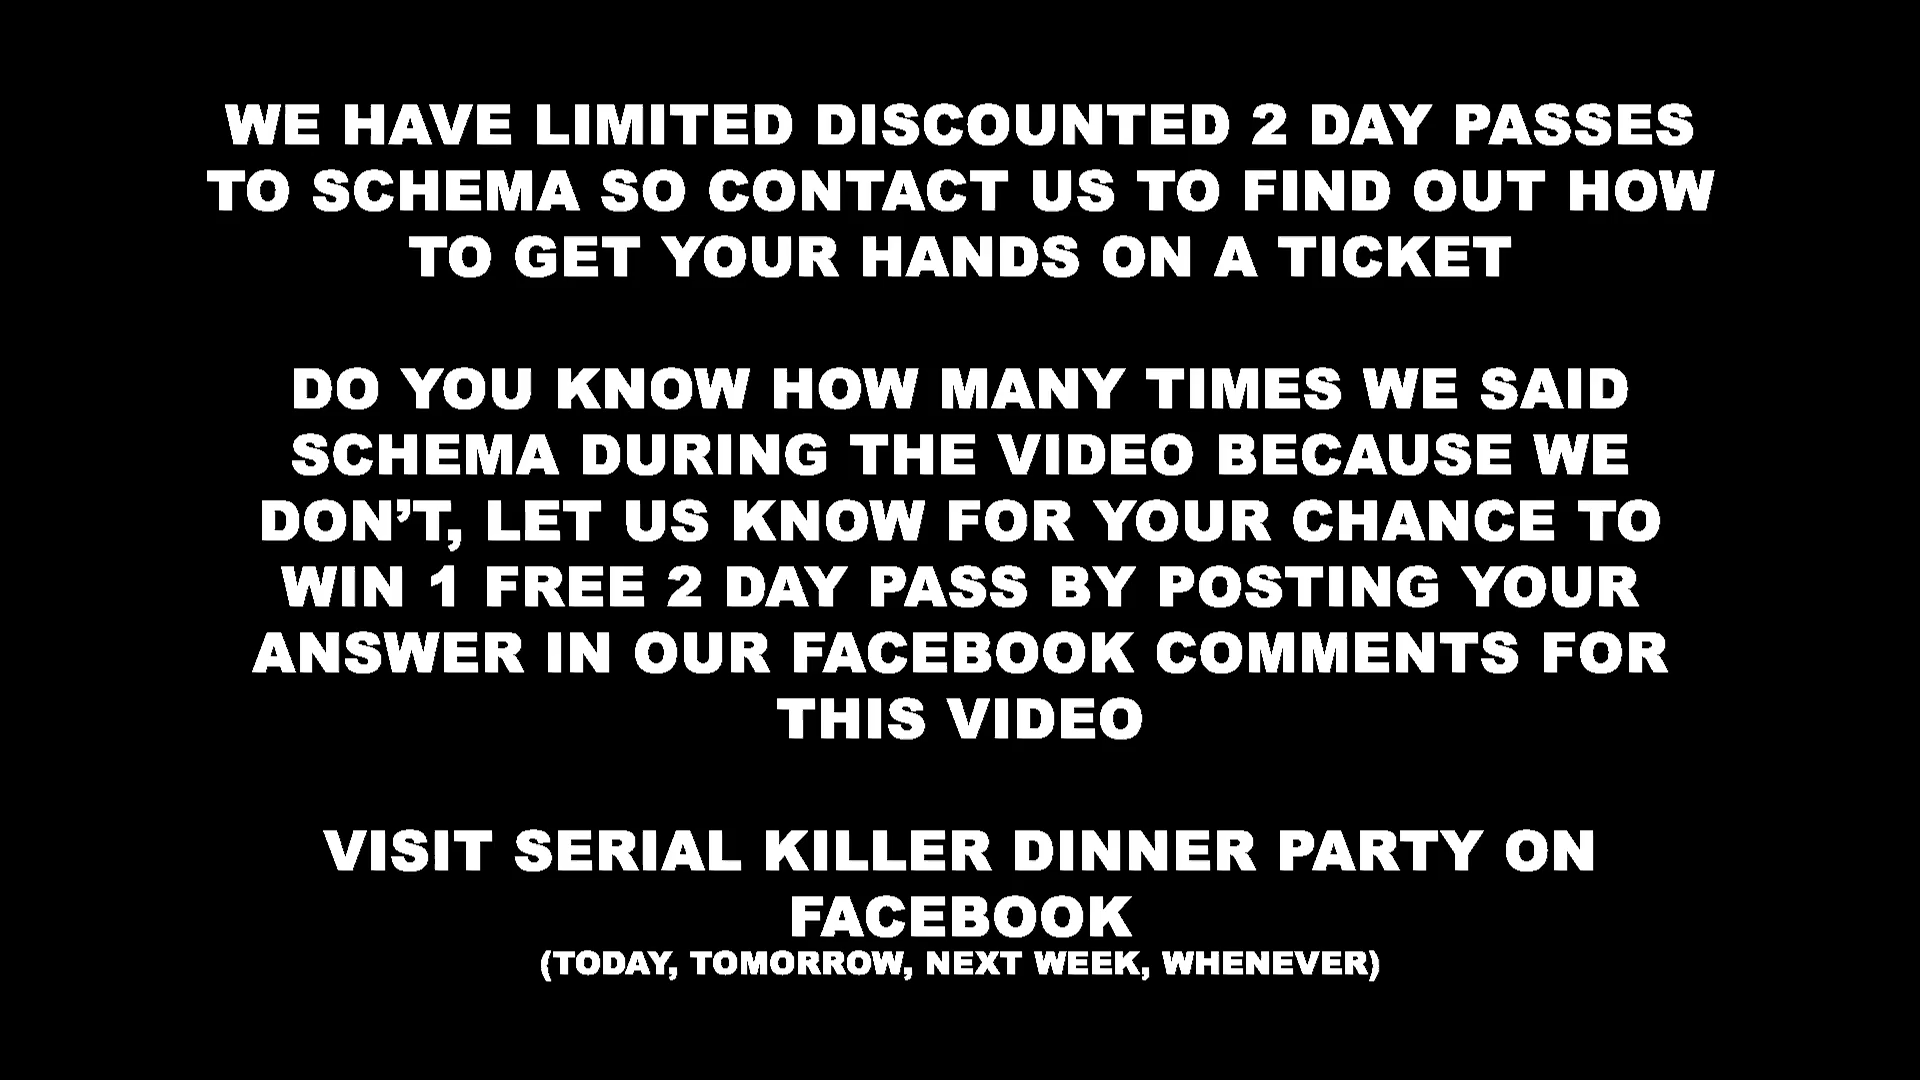 WE HAVE LIMITED DISCOUNTED 2 DAY PASSES
TO SCHEMA SO CONTACT US TO FIND OUT HOW
TO GET YOUR HANDS ON A TICKET
DO YOU KNOW HOW MANY TIMES WE SAID
SCHEMA DURING THE VIDEO BECAUSE WE
DON’T, LET US KNOW FOR YOUR CHANCE TO
WIN 1 FREE 2 DAY PASS BY POSTING YOUR
ANSWER IN OUR FACEBOOK COMMENTS FOR
THIS VIDEO
VISIT SERIAL KILLER DINNER PARTY ON
FACEBOOK
(TODAY, TOMORROW, NEXT WEEK, WHENEVER)